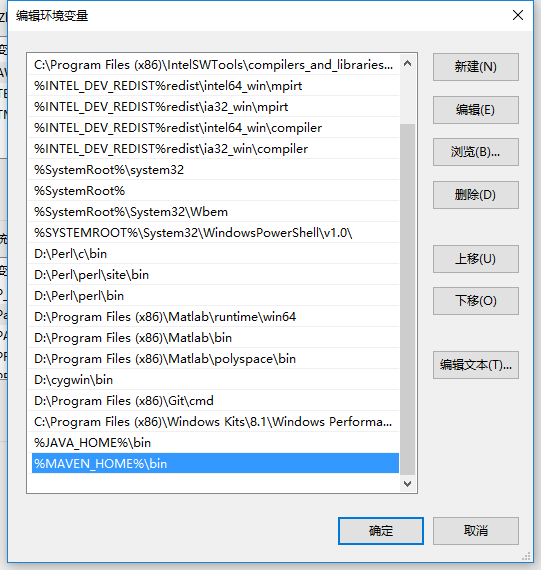 编辑环境变量
C:\Program Files (x86)\IntelSWTools\compilers_and_libraries...
%INTEL_DEV_REDIST%redist\intel64_win\mpirt
%INTEL_DEV_REDIST%redist\ia32_win\mpirt
%INTEL_DEV_REDIST%redist\intel64_win\compiler
%INTEL_DEV_REDIST%redist\ia32_win\compiler
%SystemRoot%\system32
%SystemRoot%
%SystemRoot%\System32\Wbem
%SYSTEMROOT%\System32\WindowsPowerShell\v1.0\
D:\Perl\c\bin
D:\Perl\perl\site\bin
D:\Perl\perl\bin
D:\Program Files (x86)\Matlab\runtime\win64
D:\Program Files (x86)\Matlab\bin
D:\Program Files (x86)\Matlab\polyspace\bin
D:\cygwin\bin
D:\Program Files (x86)\Git\cmd
C:\Program Files (x86)\Windows Kits\8.1\Windows Performa...
%JAVA_HOME%\bin
%MAVEN_HOME%\bin
新建(N)
编辑(E)
浏览(B)...
删除(D)
上移(U)
下移(O)
编辑文本(T)...
确定
取消